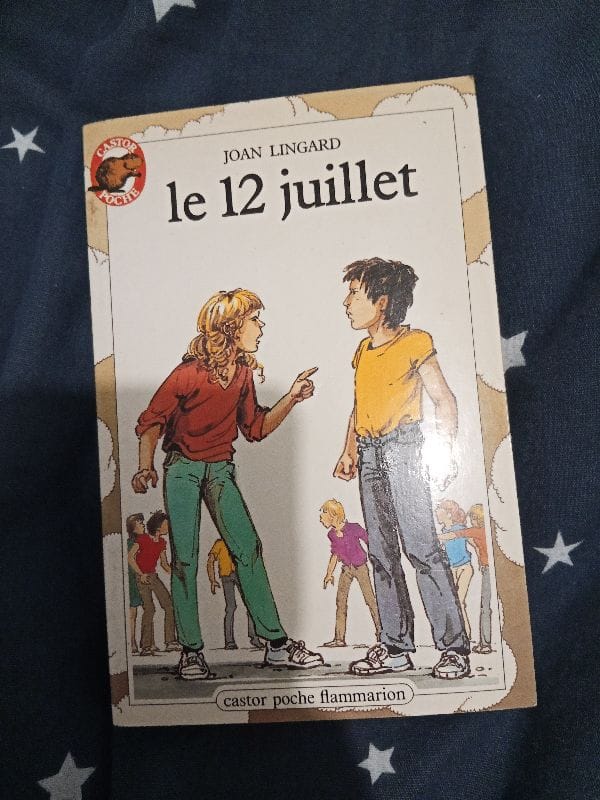 CASTOR
POCHE
JOAN LINGARD
le 12 juillet
castor poche flammarion